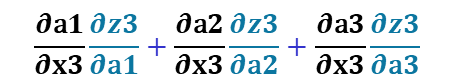 ∂a1/∂x3 ∂z3/∂a1 + ∂a2/∂x3 ∂z3/∂a2 + ∂a3/∂x3 ∂z3/∂a3